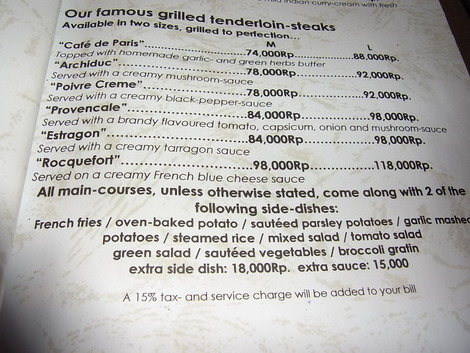 mild indian curry-cream with fresh
Our famous grilled tenderloin-steaks
Available in two sizes, grilled to perfection...
M L
"Café de Paris".................................74,000Rp. 88,000Rp.
Topped with homemade garlic- and green herbs butter
"Archiduc".......................................78,000Rp. 92,000Rp.
Served with a creamy mushroom-sauce
"Poivre Creme".................................78,000Rp. 92,000Rp.
Served with a creamy black-pepper-sauce
"Provencale"....................................84,000Rp. 98,000Rp.
Served with a brandy flavoured tomato, capsicum, onion and mushroom-sauce
"Estragon".......................................84,000Rp. 98,000Rp.
Served with a creamy tarragon sauce
"Rocquefort"....................................98,000Rp. 118,000Rp.
Served on a creamy French blue cheese sauce
All main-courses, unless otherwise stated, come along with 2 of the
following side-dishes:
French fries / oven-baked potato / sautéed parsley potatoes / garlic mashed
potatoes / steamed rice / mixed salad / tomato salad
green salad / sautéed vegetables / broccoli gratin
extra side dish: 18,000Rp. extra sauce: 15,000
A 15% tax- and service charge will be added to your bill